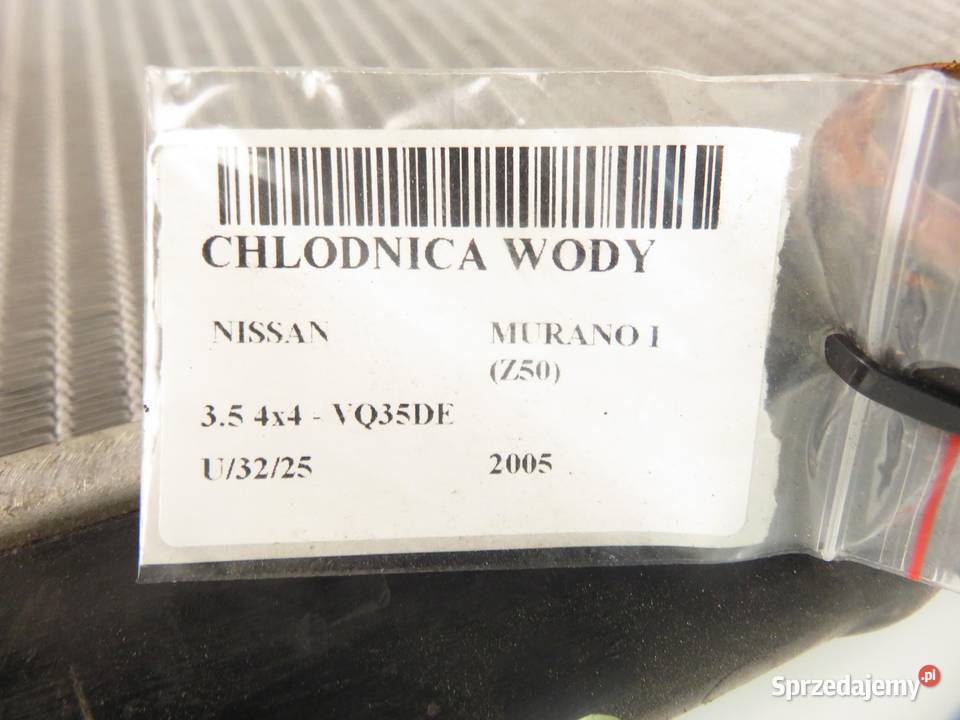 CHLODNICA WODY
NISSAN MURANO I
(Z50)
3.5 4x4 - VQ35DE
U/32/25 2005
Sprzedajemy.pl